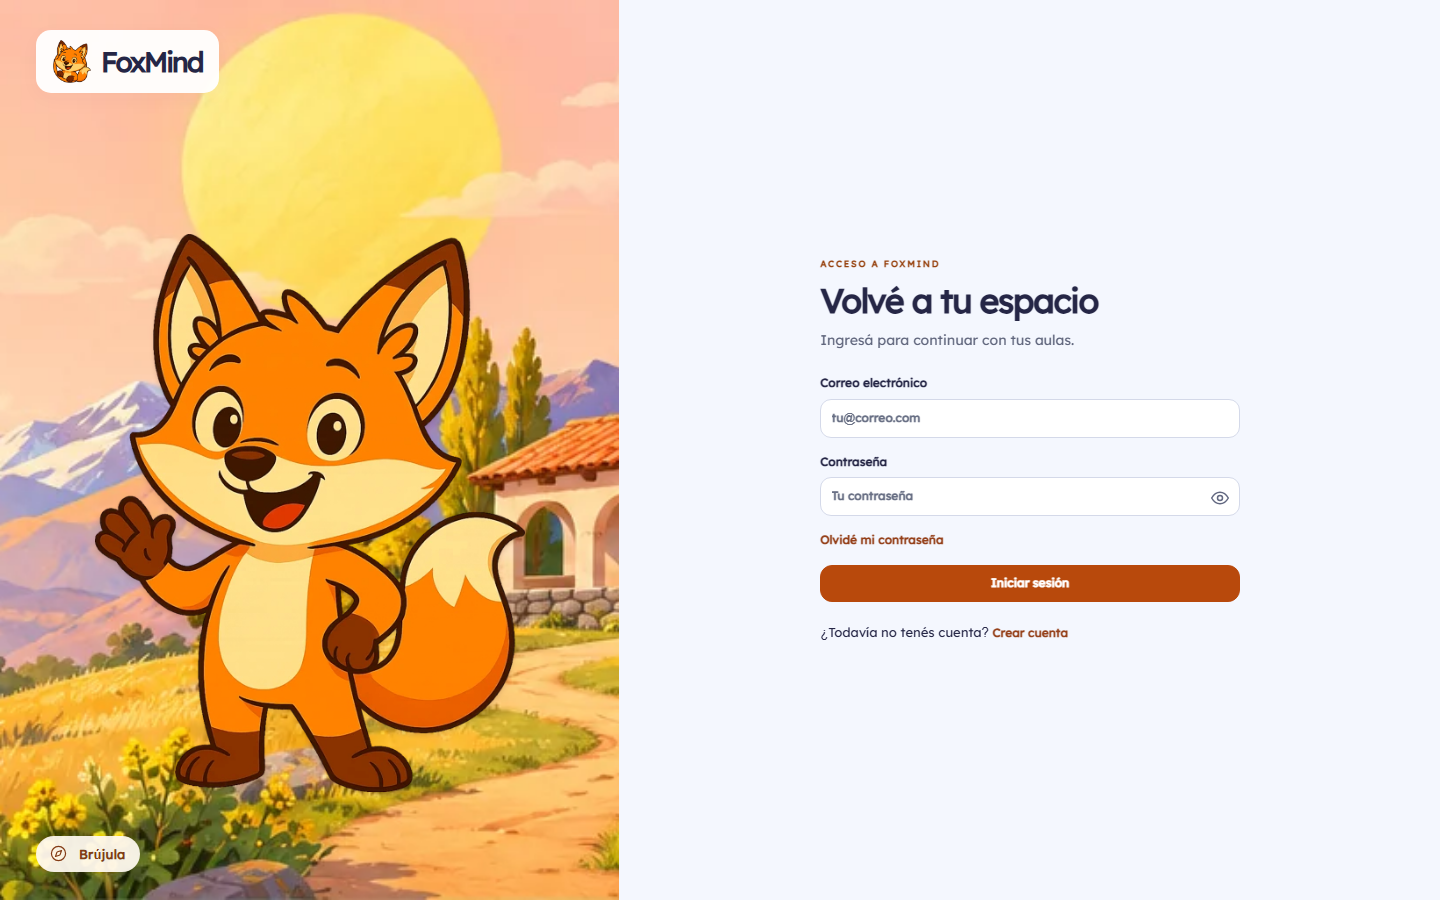 FoxMind
ACCESO A FOXMIND
Volvé a tu espacio
Ingresá para continuar con tus aulas.
Correo electrónico
tu@correo.com
Contraseña
Tu contraseña
Olvidé mi contraseña
Iniciar sesión
¿Todavía no tenés cuenta? Crear cuenta
Brújula